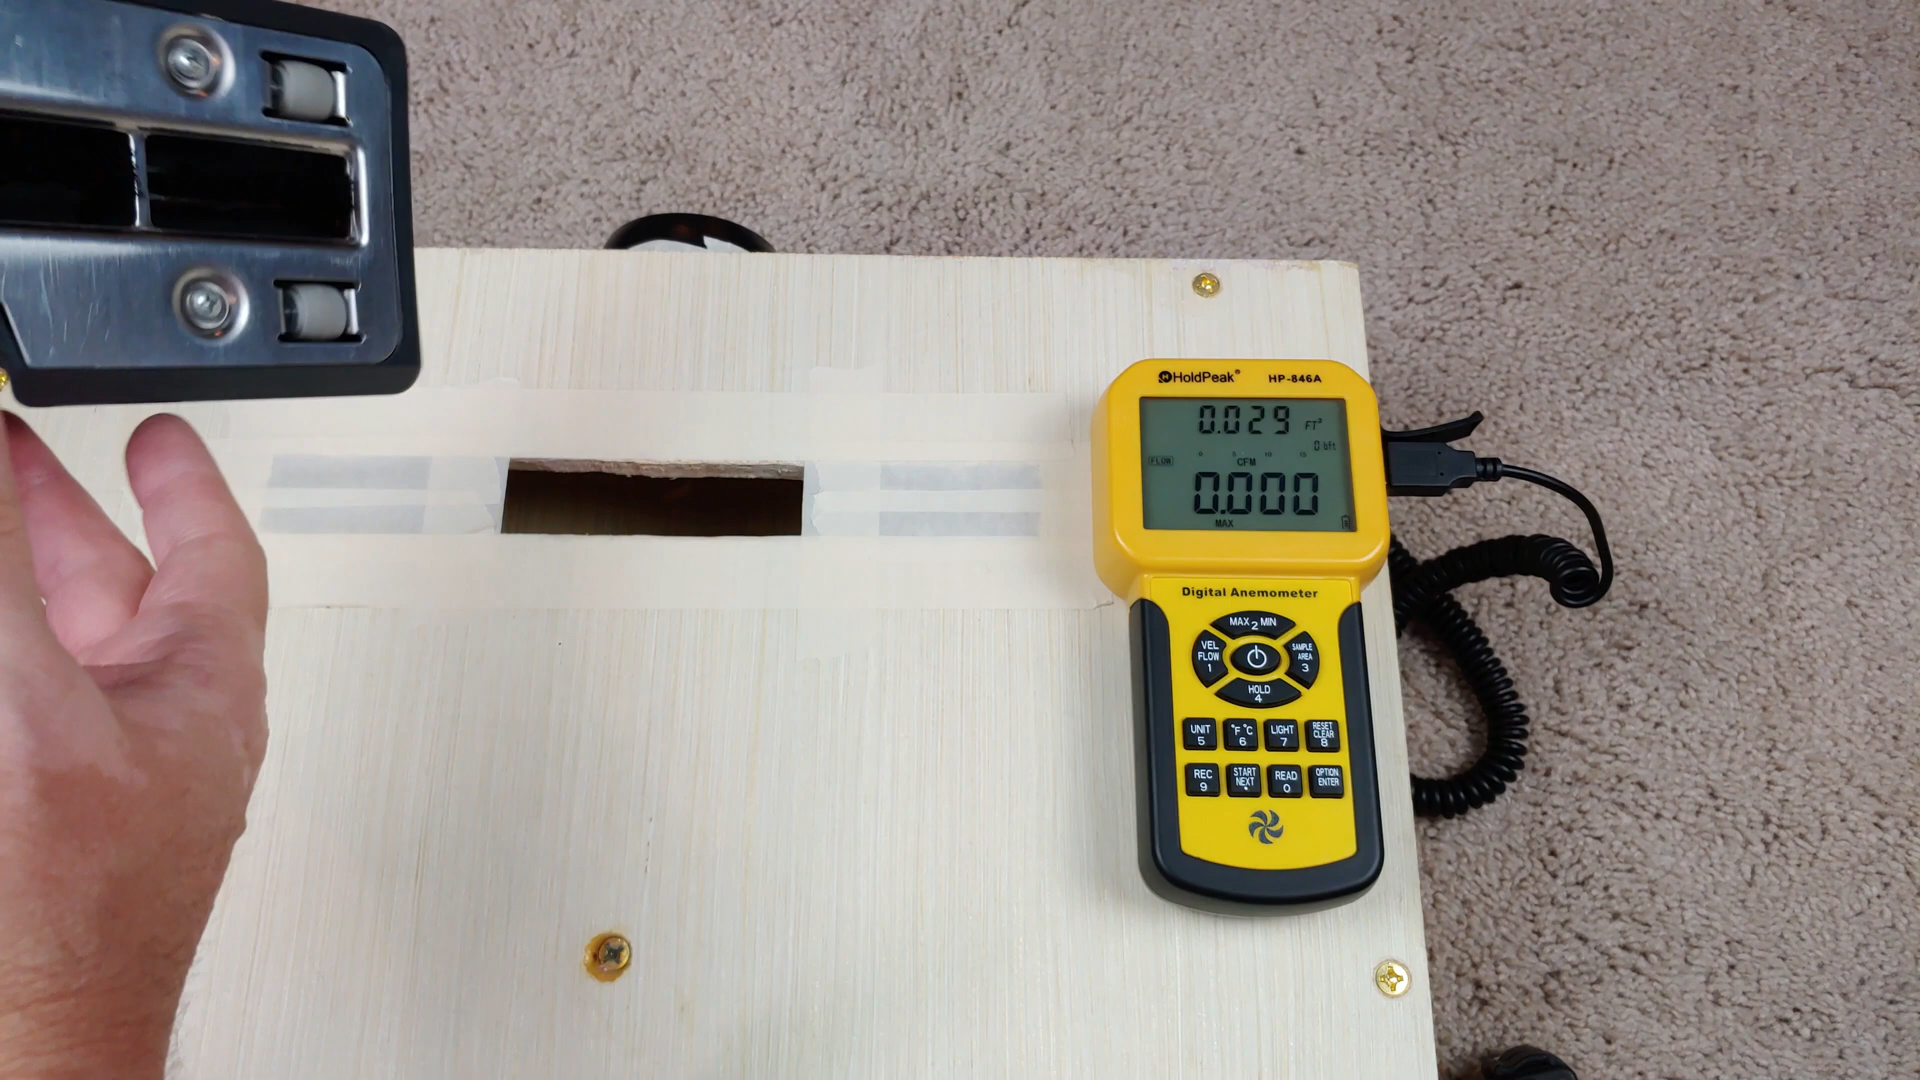 HoldPeak® HP-846A
0.029 FT²
0 bft
0 5 10 15
FLOW CFM
0.000
MAX
Digital Anemometer
MAX 2 MIN
VEL
FLOW
1
SAMPLE
AREA
3
HOLD
4
UNIT
5
°F °C
6
LIGHT
7
RESET
CLEAR
8
REC
9
START
NEXT
•
READ
0
OPTION
ENTER